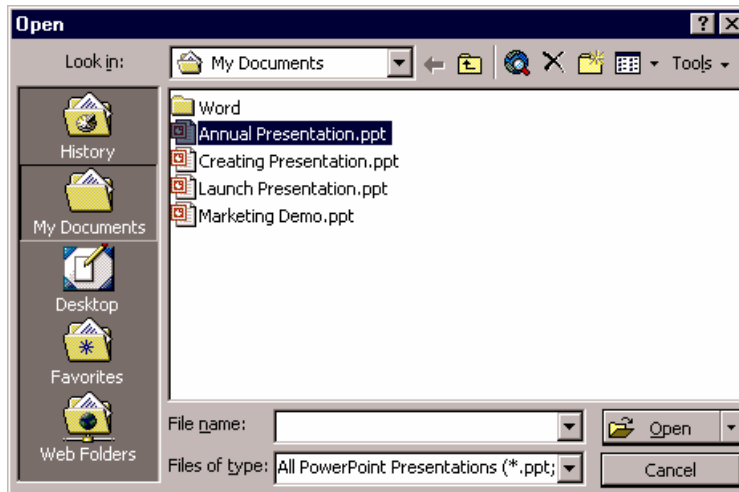 Open
Look in: My Documents Tools
Word
Annual Presentation.ppt
Creating Presentation.ppt
Launch Presentation.ppt
Marketing Demo.ppt
History
My Documents
Desktop
Favorites
Web Folders
File name: Open
Files of type: All PowerPoint Presentations (*.ppt; Cancel